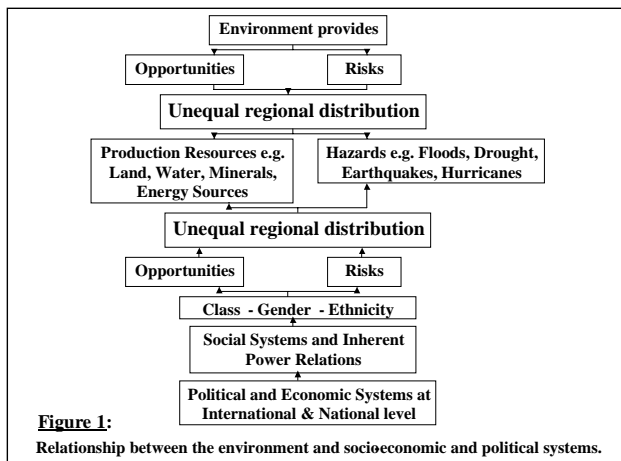 Environment provides
Opportunities
Risks
Unequal regional distribution
Production Resources e.g.
Land, Water, Minerals,
Energy Sources
Hazards e.g. Floods, Drought,
Earthquakes, Hurricanes
Unequal regional distribution
Opportunities
Risks
Class - Gender - Ethnicity
Social Systems and Inherent
Power Relations
Political and Economic Systems at
International & National level
Figure 1:
Relationship between the environment and socioeconomic and political systems.